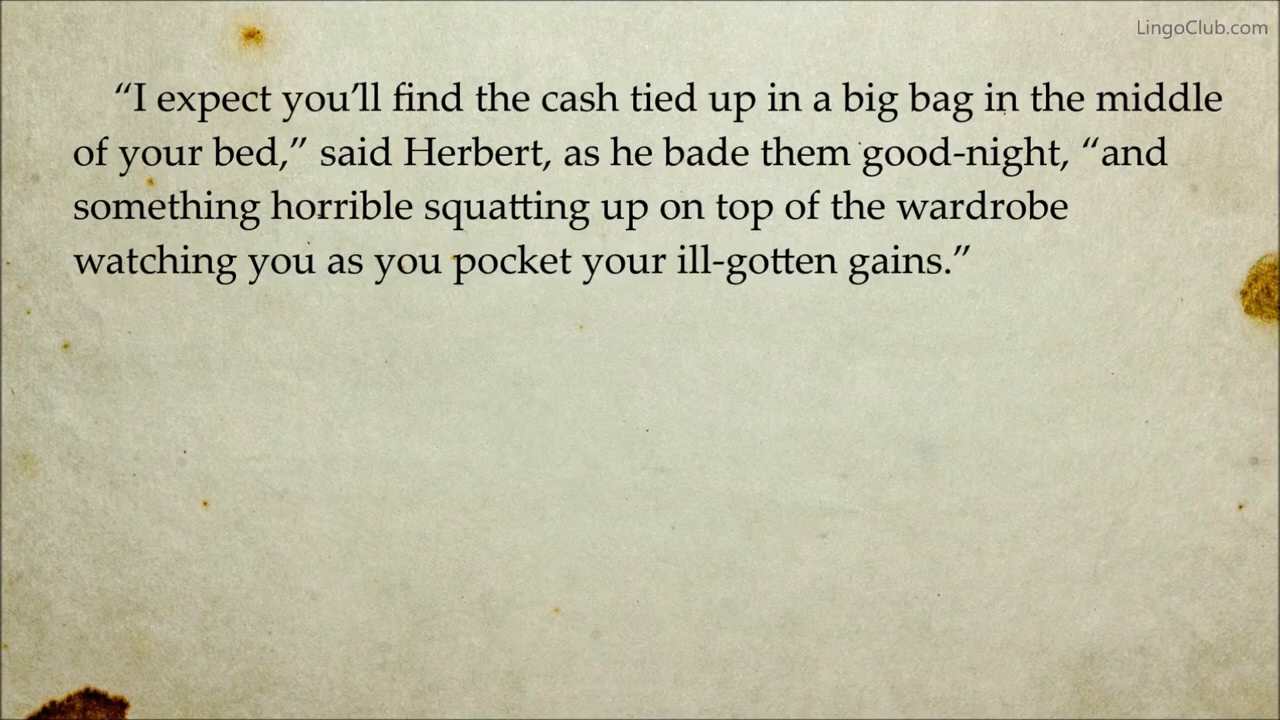 LingoClub.com
“I expect you’ll find the cash tied up in a big bag in the middle
of your bed,” said Herbert, as he bade them good-night, “and
something horrible squatting up on top of the wardrobe
watching you as you pocket your ill-gotten gains.”